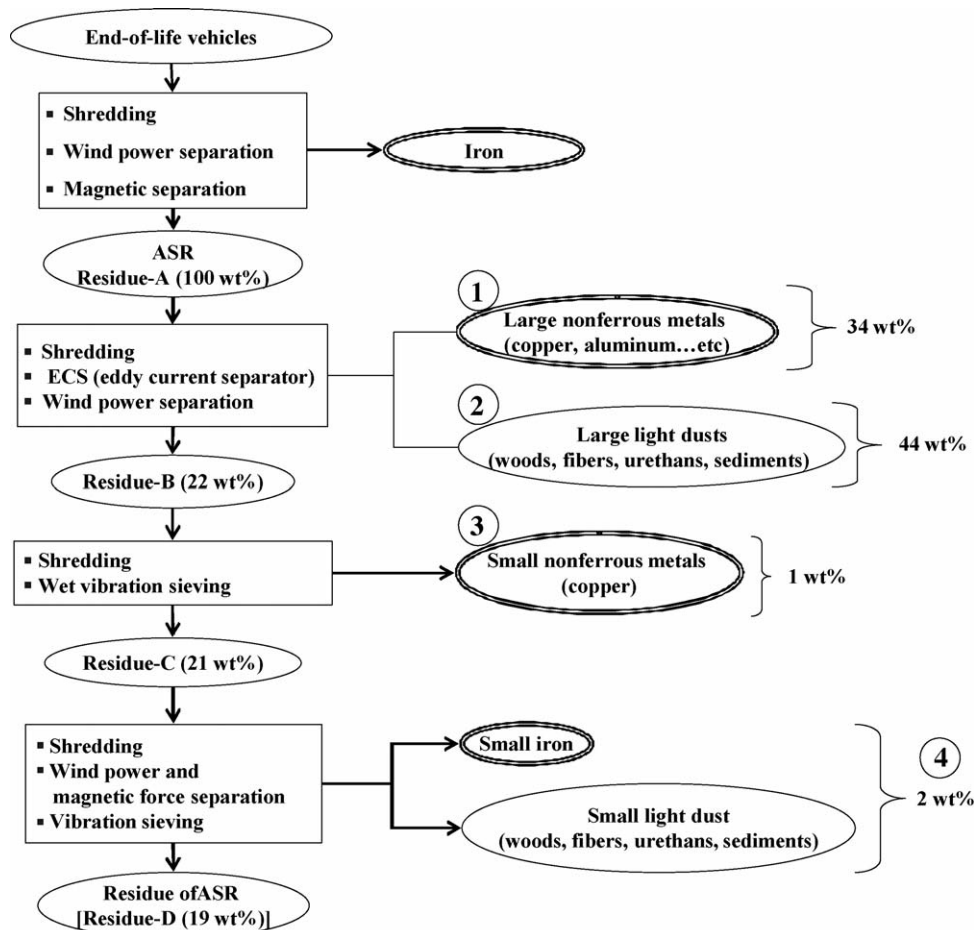 End-of-life vehicles
▪ Shredding
▪ Wind power separation
▪ Magnetic separation
Iron
ASR
Residue-A (100 wt%)
1
Large nonferrous metals
(copper, aluminum…etc)
34 wt%
▪ Shredding
▪ ECS (eddy current separator)
▪ Wind power separation
2
Large light dusts
(woods, fibers, urethans, sediments)
44 wt%
Residue-B (22 wt%)
3
▪ Shredding
▪ Wet vibration sieving
Small nonferrous metals
(copper)
1 wt%
Residue-C (21 wt%)
▪ Shredding
▪ Wind power and
magnetic force separation
▪ Vibration sieving
Small iron
4
2 wt%
Small light dust
(woods, fibers, urethans, sediments)
Residue ofASR
[Residue-D (19 wt%)]